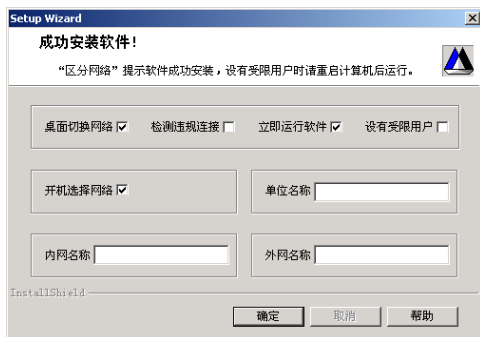 Setup Wizard
成功安装软件！
“区分网络”提示软件成功安装，设有受限用户时请重启计算机后运行。
桌面切换网络 检测违规连接 立即运行软件 设有受限用户
开机选择网络 单位名称
内网名称 外网名称
InstallShield
确定 取消 帮助